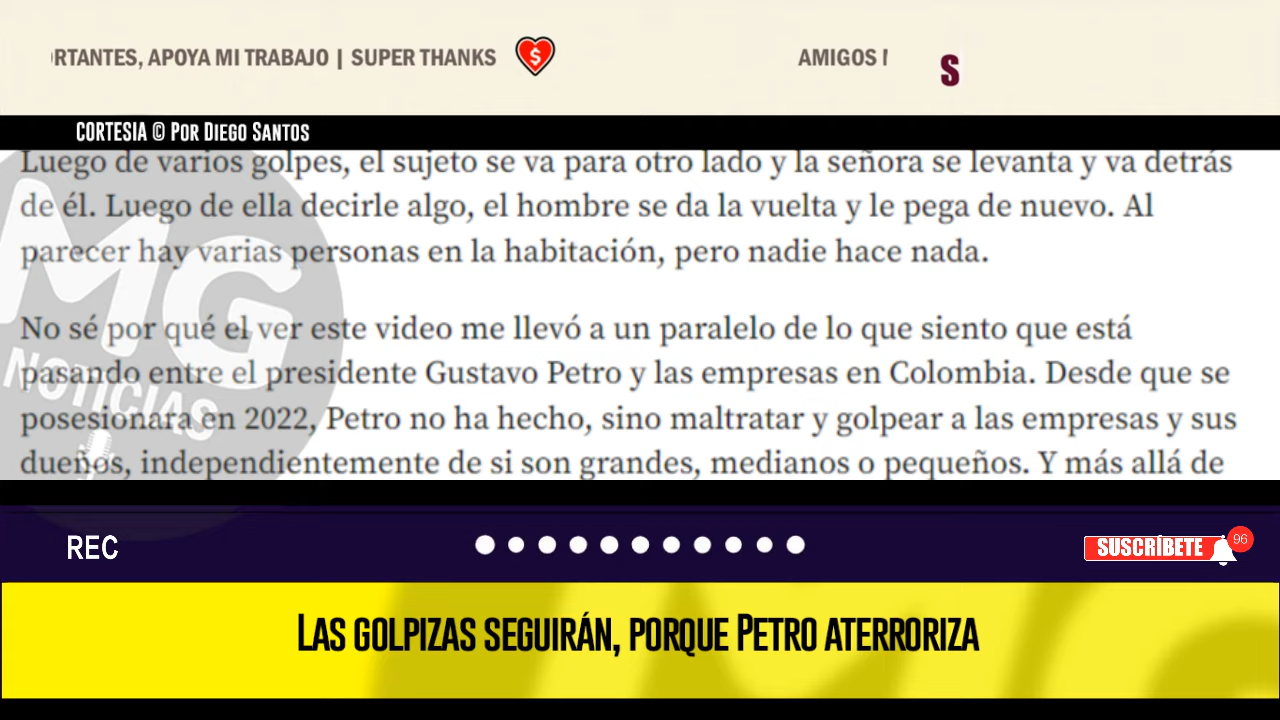 RTANTES, APOYA MI TRABAJO | SUPER THANKS $ AMIGOS
S
CORTESIA © POR DIEGO SANTOS
Luego de varios golpes, el sujeto se va para otro lado y la señora se levanta y va detrás
de él. Luego de ella decirle algo, el hombre se da la vuelta y le pega de nuevo. Al
parecer hay varias personas en la habitación, pero nadie hace nada.
No sé por qué el ver este video me llevó a un paralelo de lo que siento que está
pasando entre el presidente Gustavo Petro y las empresas en Colombia. Desde que se
posesionara en 2022, Petro no ha hecho, sino maltratar y golpear a las empresas y sus
dueños, independientemente de si son grandes, medianos o pequeños. Y más allá de
MG
NOTICIAS
REC
SUSCRÍBETE 96
LAS GOLPIZAS SEGUIRÁN, PORQUE PETRO ATERRORIZA